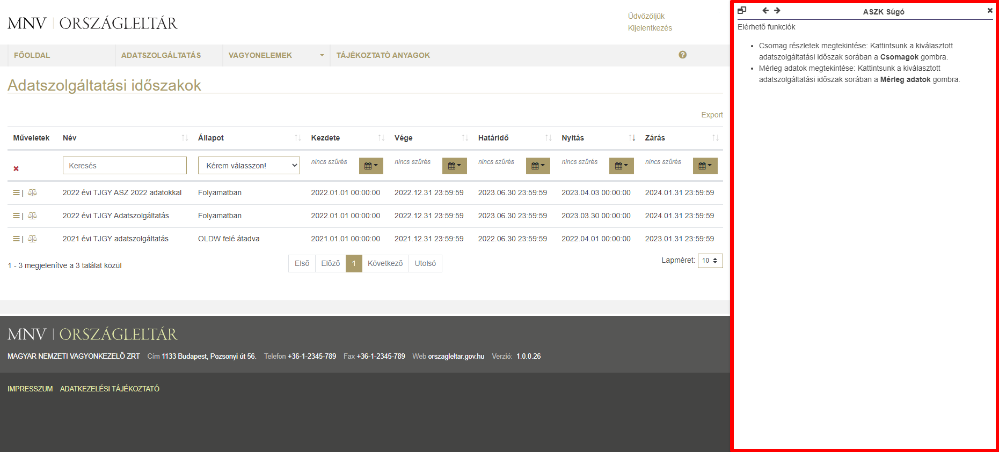 MNV | ORSZÁGLELTÁR
Üdvözöljük
Kijelentkezés
FŐOLDAL
ADATSZOLGÁLTATÁS
VAGYONELEMEK
TÁJÉKOZTATÓ ANYAGOK
Adatszolgáltatási időszakok
Export
Műveletek Név Állapot Kezdete Vége Határidő Nyitás Zárás
Keresés Kérem válasszon! nincs szűrés nincs szűrés nincs szűrés nincs szűrés nincs szűrés
| 2022 évi TJGY ASZ 2022 adatokkal Folyamatban 2022.01.01 00:00:00 2022.12.31 23:59:59 2023.06.30 23:59:59 2023.04.03 00:00:00 2024.01.31 23:59:59
| 2022 évi TJGY Adatszolgáltatás Folyamatban 2022.01.01 00:00:00 2022.12.31 23:59:59 2023.06.30 23:59:59 2023.03.30 00:00:00 2024.01.31 23:59:59
| 2021 évi TJGY adatszolgáltatás OLDW felé átadva 2021.01.01 00:00:00 2021.12.31 23:59:59 2022.06.30 23:59:59 2022.04.01 00:00:00 2023.01.31 23:59:59
1 - 3 megjelenítve a 3 találat közül
Első Előző 1 Következő Utolsó
Lapméret: 10
MNV | ORSZÁGLELTÁR
MAGYAR NEMZETI VAGYONKEZELŐ ZRT Cím 1133 Budapest, Pozsonyi út 56. Telefon +36-1-2345-789 Fax +36-1-2345-789 Web orszagleltar.gov.hu Verzió: 1.0.0.26
IMPRESSZUM ADATKEZELÉSI TÁJÉKOZTATÓ
ASZK Súgó
Elérhető funkciók
• Csomag részletek megtekintése: Kattintsunk a kiválasztott
adatszolgáltatási időszak sorában a Csomagok gombra.
• Mérleg adatok megtekintése: Kattintsunk a kiválasztott
adatszolgáltatási időszak sorában a Mérleg adatok gombra.